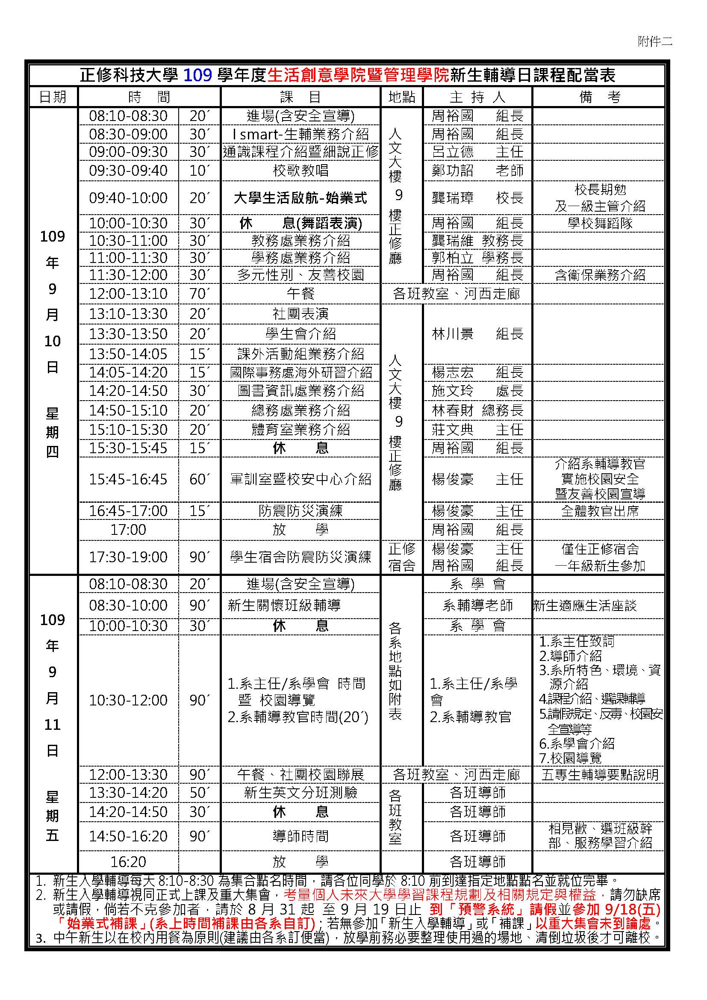 附件二
正修科技大學 109 學年度生活創意學院暨管理學院新生輔導日課程配當表
日期 時 間 課 目 地點 主 持 人 備 考
109 年 9 月 10 日 星期四
人文大樓 9 樓正修廳
08:10-08:30 20´ 進場(含安全宣導) 周裕國 組長
08:30-09:00 30´ I smart-生輔業務介紹 周裕國 組長
09:00-09:30 30´ 通識課程介紹暨細說正修 呂立德 主任
09:30-09:40 10´ 校歌教唱 鄭功詔 老師
09:40-10:00 20´ 大學生活啟航-始業式 龔瑞璋 校長 校長期勉
及一級主管介紹
10:00-10:30 30´ 休 息(舞蹈表演) 周裕國 組長 學校舞蹈隊
10:30-11:00 30´ 教務處業務介紹 龔瑞維 教務長
11:00-11:30 30´ 學務處業務介紹 郭柏立 學務長
11:30-12:00 30´ 多元性別、友善校園 周裕國 組長 含衛保業務介紹
12:00-13:10 70´ 午餐 各班教室、河西走廊
人文大樓 9 樓正修廳
13:10-13:30 20´ 社團表演
13:30-13:50 20´ 學生會介紹 林川景 組長
13:50-14:05 15´ 課外活動組業務介紹
14:05-14:20 15´ 國際事務處海外研習介紹 楊志宏 組長
14:20-14:50 30´ 圖書資訊處業務介紹 施文玲 處長
14:50-15:10 20´ 總務處業務介紹 林春財 總務長
15:10-15:30 20´ 體育室業務介紹 莊文典 主任
15:30-15:45 15´ 休 息 周裕國 組長
15:45-16:45 60´ 軍訓室暨校安中心介紹 楊俊豪 主任 介紹系輔導教官
實施校園安全
暨友善校園宣導
16:45-17:00 15´ 防震防災演練 楊俊豪 主任 全體教官出席
17:00 放 學 周裕國 組長
17:30-19:00 90´ 學生宿舍防震防災演練 正修 楊俊豪 主任 僅住正修宿舍
宿舍 周裕國 組長 一年級新生參加
109 年 9 月 11 日 星期五
各系地點如附表
08:10-08:30 20´ 進場(含安全宣導) 系 學 會
08:30-10:00 90´ 新生關懷班級輔導 系輔導老師 新生適應生活座談
10:00-10:30 30´ 休 息 系 學 會
10:30-12:00 90´
1.系主任/系學會 時間
暨 校園導覽
2.系輔導教官時間(20´)
1.系主任/系學
會
2.系輔導教官
1.系主任致詞
2.導師介紹
3.系所特色、環境、資
源介紹
4.課程介紹、選課輔導
5.請假規定、反毒、校園安
全宣導等
6.系學會介紹
7.校園導覽
12:00-13:30 90´ 午餐、社團校園聯展 各班教室、河西走廊 五專生輔導要點說明
各班教室
13:30-14:20 50´ 新生英文分班測驗 各班導師
14:20-14:50 30´ 休 息 各班導師
14:50-16:20 90´ 導師時間 各班導師 相見歡、選班級幹
部、服務學習介紹
16:20 放 學 各班導師
1. 新生入學輔導每天 8:10-8:30 為集合點名時間，請各位同學於 8:10 前到達指定地點點名並就位完畢。
2. 新生入學輔導視同正式上課及重大集會，考量個人未來大學學習課程規劃及相關規定與權益，請勿缺席
或請假，倘若不克參加者，請於 8 月 31 起 至 9 月 19 日止 到「預警系統」請假並參加 9/18(五)
「始業式補課」(系上時間補課由各系自訂)；若無參加「新生入學輔導」或「補課」以重大集會未到論處。
3. 中午新生以在校內用餐為原則(建議由各系訂便當)，放學前務必要整理使用過的場地、清倒垃圾後才可離校。